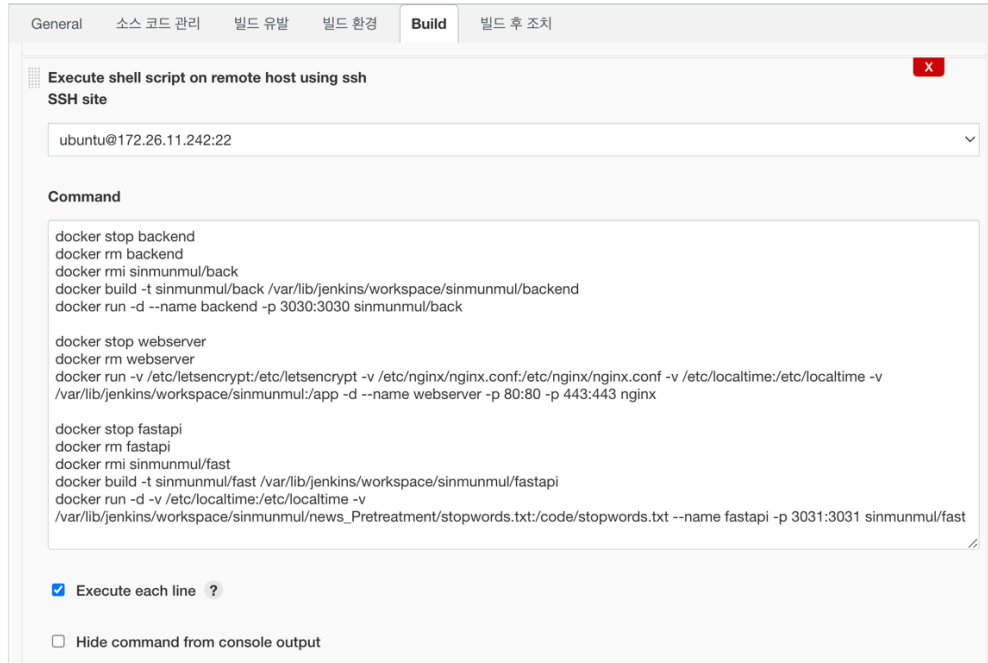 General 소스 코드 관리 빌드 유발 빌드 환경 Build 빌드 후 조치
X
Execute shell script on remote host using ssh
SSH site
ubuntu@172.26.11.242:22
Command
docker stop backend
docker rm backend
docker rmi sinmunmul/back
docker build -t sinmunmul/back /var/lib/jenkins/workspace/sinmunmul/backend
docker run -d --name backend -p 3030:3030 sinmunmul/back
docker stop webserver
docker rm webserver
docker run -v /etc/letsencrypt:/etc/letsencrypt -v /etc/nginx/nginx.conf:/etc/nginx/nginx.conf -v /etc/localtime:/etc/localtime -v
/var/lib/jenkins/workspace/sinmunmul:/app -d --name webserver -p 80:80 -p 443:443 nginx
docker stop fastapi
docker rm fastapi
docker rmi sinmunmul/fast
docker build -t sinmunmul/fast /var/lib/jenkins/workspace/sinmunmul/fastapi
docker run -d -v /etc/localtime:/etc/localtime -v
/var/lib/jenkins/workspace/sinmunmul/news_Pretreatment/stopwords.txt:/code/stopwords.txt --name fastapi -p 3031:3031 sinmunmul/fast
Execute each line ?
Hide command from console output